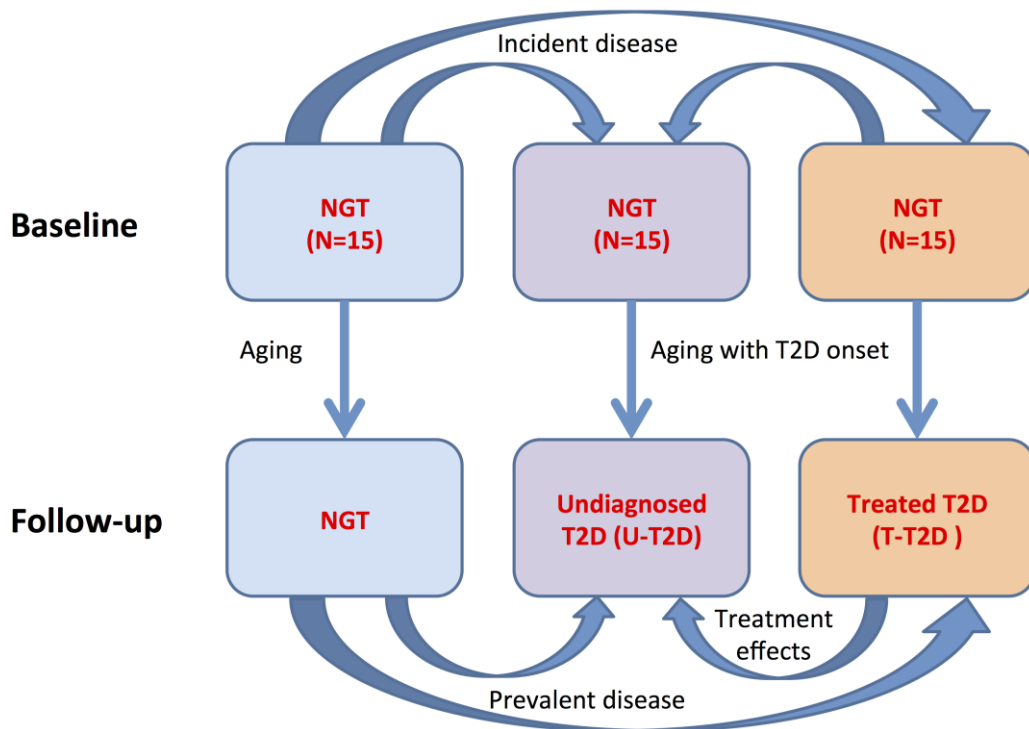 Incident disease
Baseline
NGT
(N=15)
NGT
(N=15)
NGT
(N=15)
Aging
Aging with T2D onset
Follow-up
NGT
Undiagnosed
T2D (U-T2D)
Treated T2D
(T-T2D )
Treatment
effects
Prevalent disease